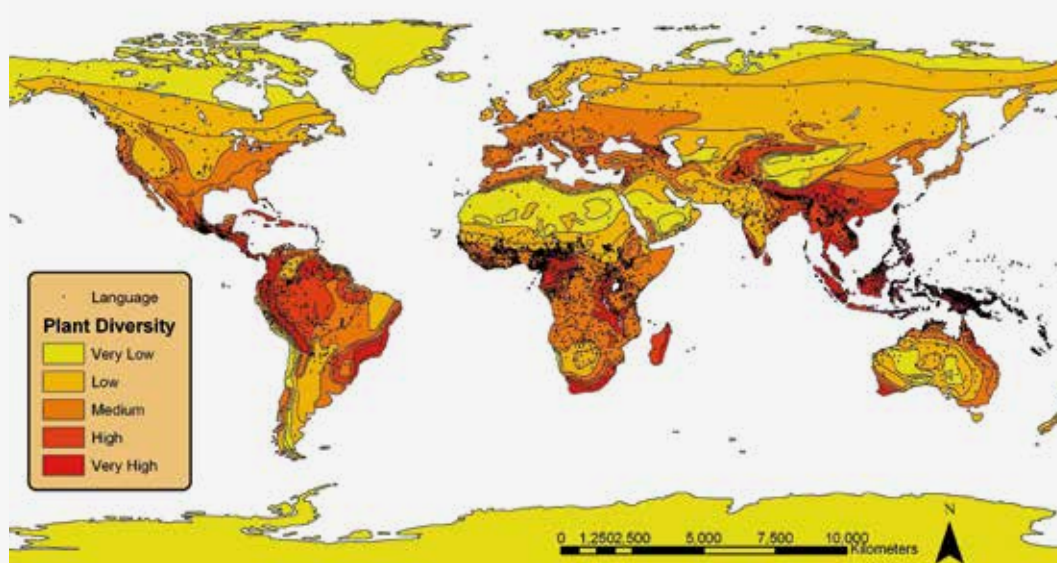 Language
Plant Diversity
Very Low
Low
Medium
High
Very High
N
0 1,250 2,500 5,000 7,500 10,000
Kilometers